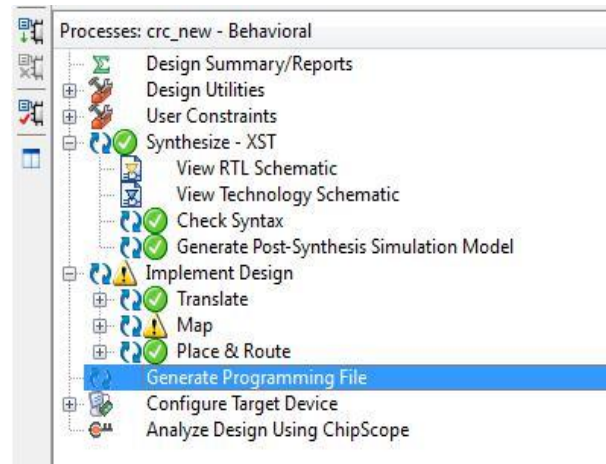 Processes: crc_new - Behavioral
Design Summary/Reports
Design Utilities
User Constraints
Synthesize - XST
View RTL Schematic
View Technology Schematic
Check Syntax
Generate Post-Synthesis Simulation Model
Implement Design
Translate
Map
Place & Route
Generate Programming File
Configure Target Device
Analyze Design Using ChipScope